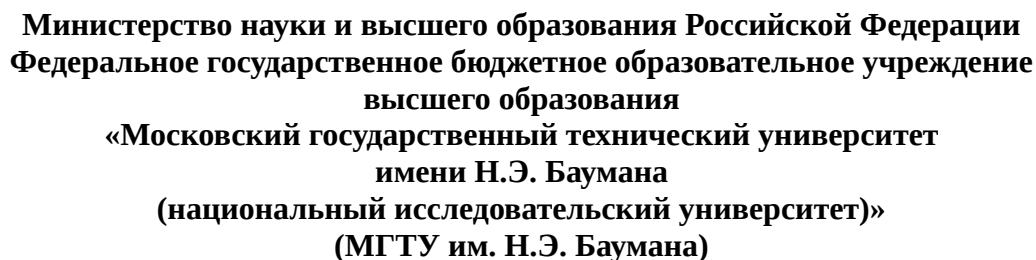 Министерство науки и высшего образования Российской Федерации
Федеральное государственное бюджетное образовательное учреждение
высшего образования
«Московский государственный технический университет
имени Н.Э. Баумана
(национальный исследовательский университет)»
(МГТУ им. Н.Э. Баумана)